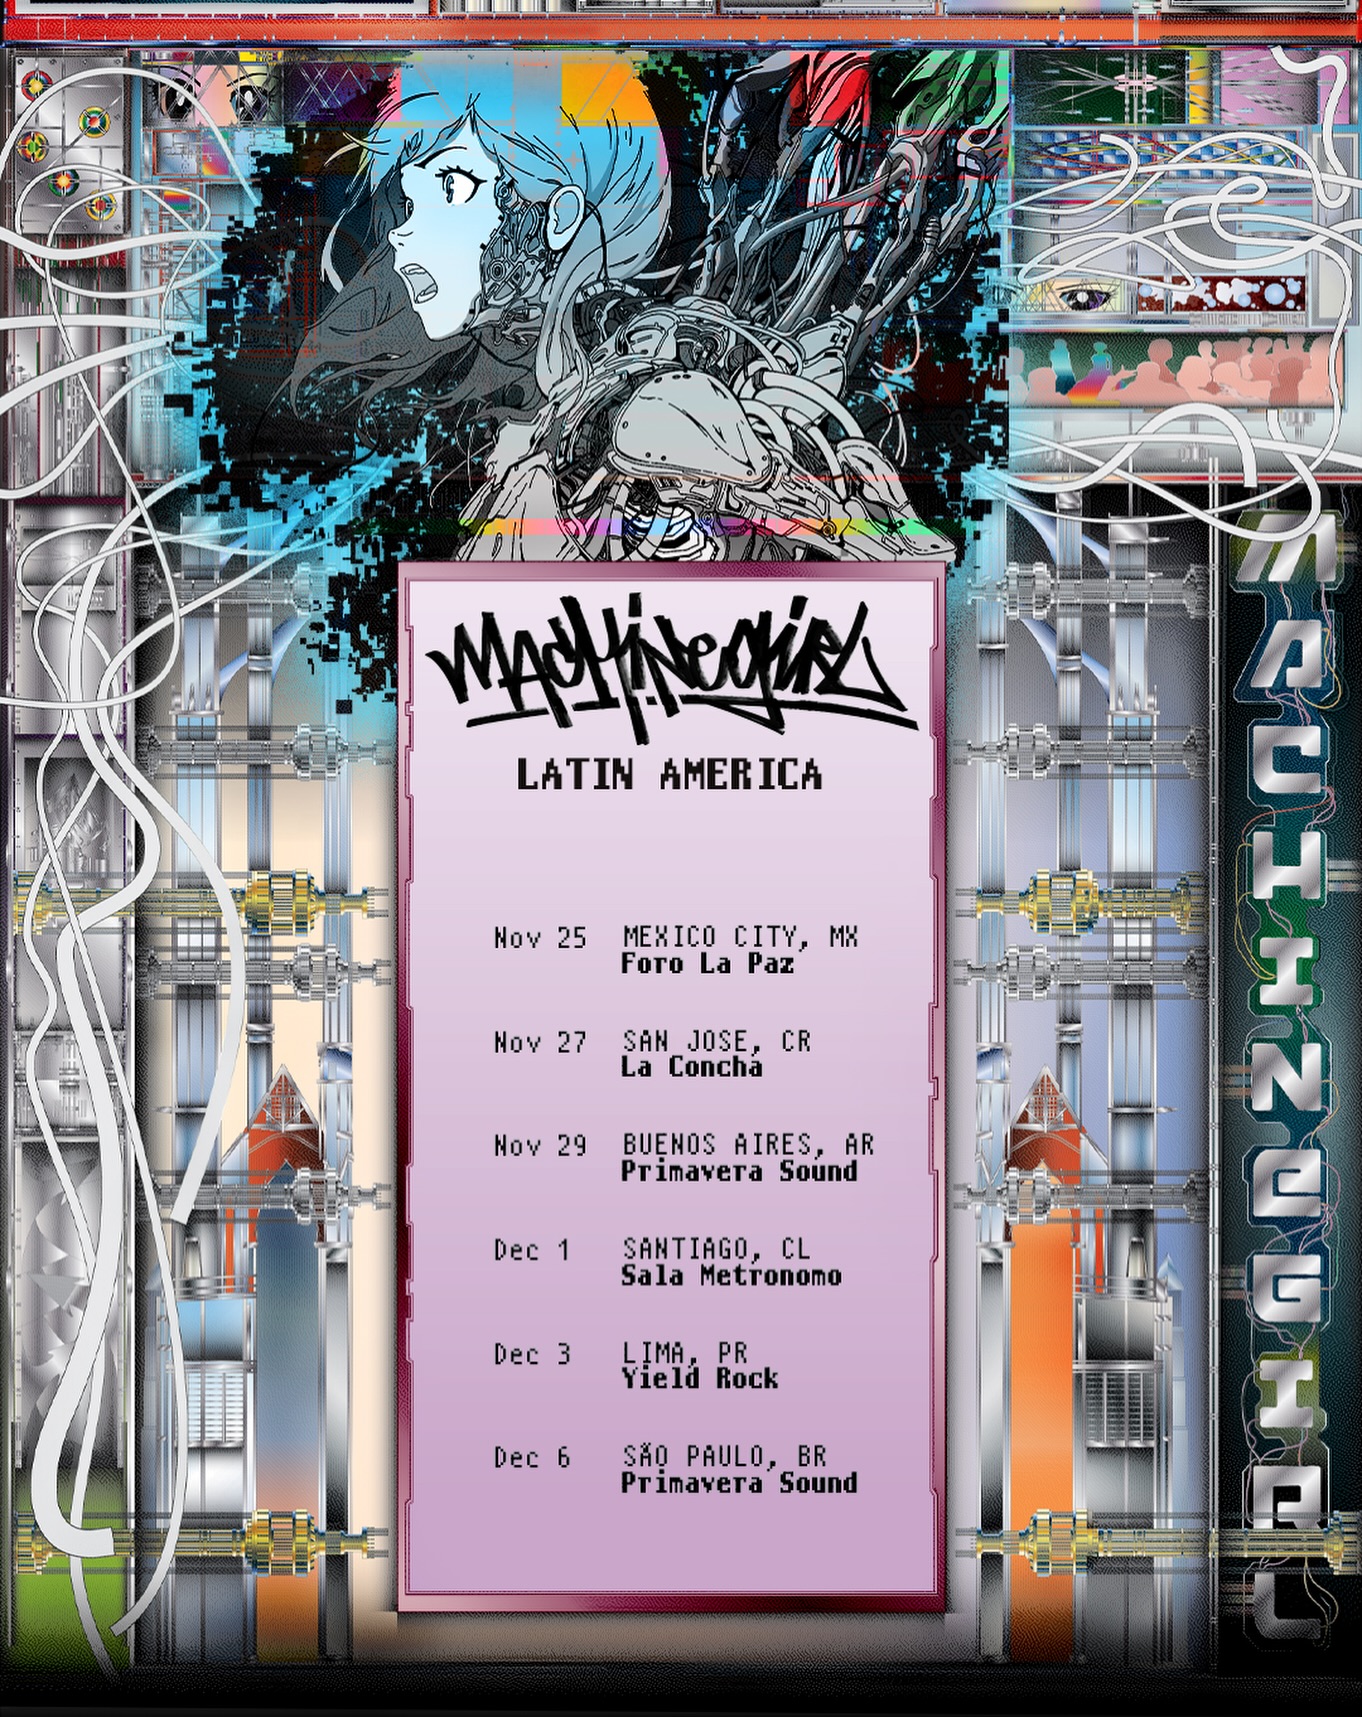 MACHINEGIRL
LATIN AMERICA
Nov 25 MEXICO CITY, MX
Foro La Paz
Nov 27 SAN JOSE, CR
La Concha
Nov 29 BUENOS AIRES, AR
Primavera Sound
Dec 1 SANTIAGO, CL
Sala Metronomo
Dec 3 LIMA, PR
Yield Rock
Dec 6 SÃO PAULO, BR
Primavera Sound
MACHINEGIRL